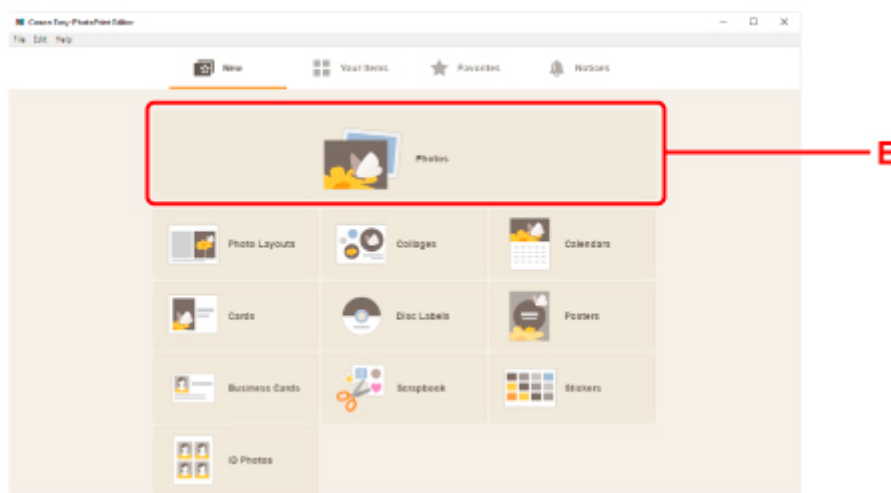 Canon Easy-PhotoPrint Editor
File Edit Help
New Your Items Favorites Notices
Photos
B
Photo Layouts Collages Calendars
Cards Disc Labels Posters
Business Cards Scrapbook Stickers
ID Photos